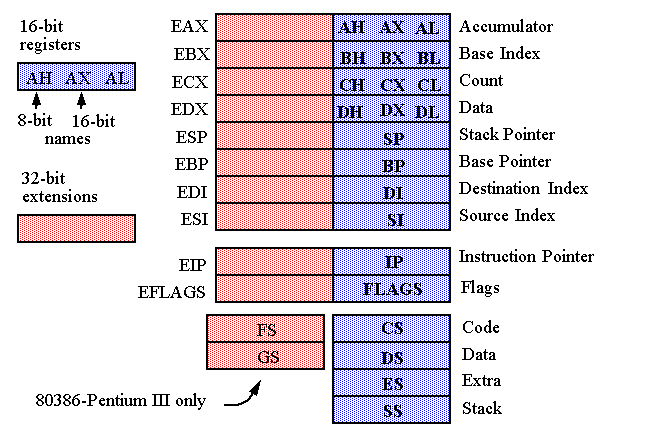 16-bit
registers
AH AX AL
8-bit 16-bit
names
32-bit
extensions
EAX AH AX AL Accumulator
EBX BH BX BL Base Index
ECX CH CX CL Count
EDX DH DX DL Data
ESP SP Stack Pointer
EBP BP Base Pointer
EDI DI Destination Index
ESI SI Source Index
EIP IP Instruction Pointer
EFLAGS FLAGS Flags
FS CS Code
GS DS Data
ES Extra
SS Stack
80386-Pentium III only